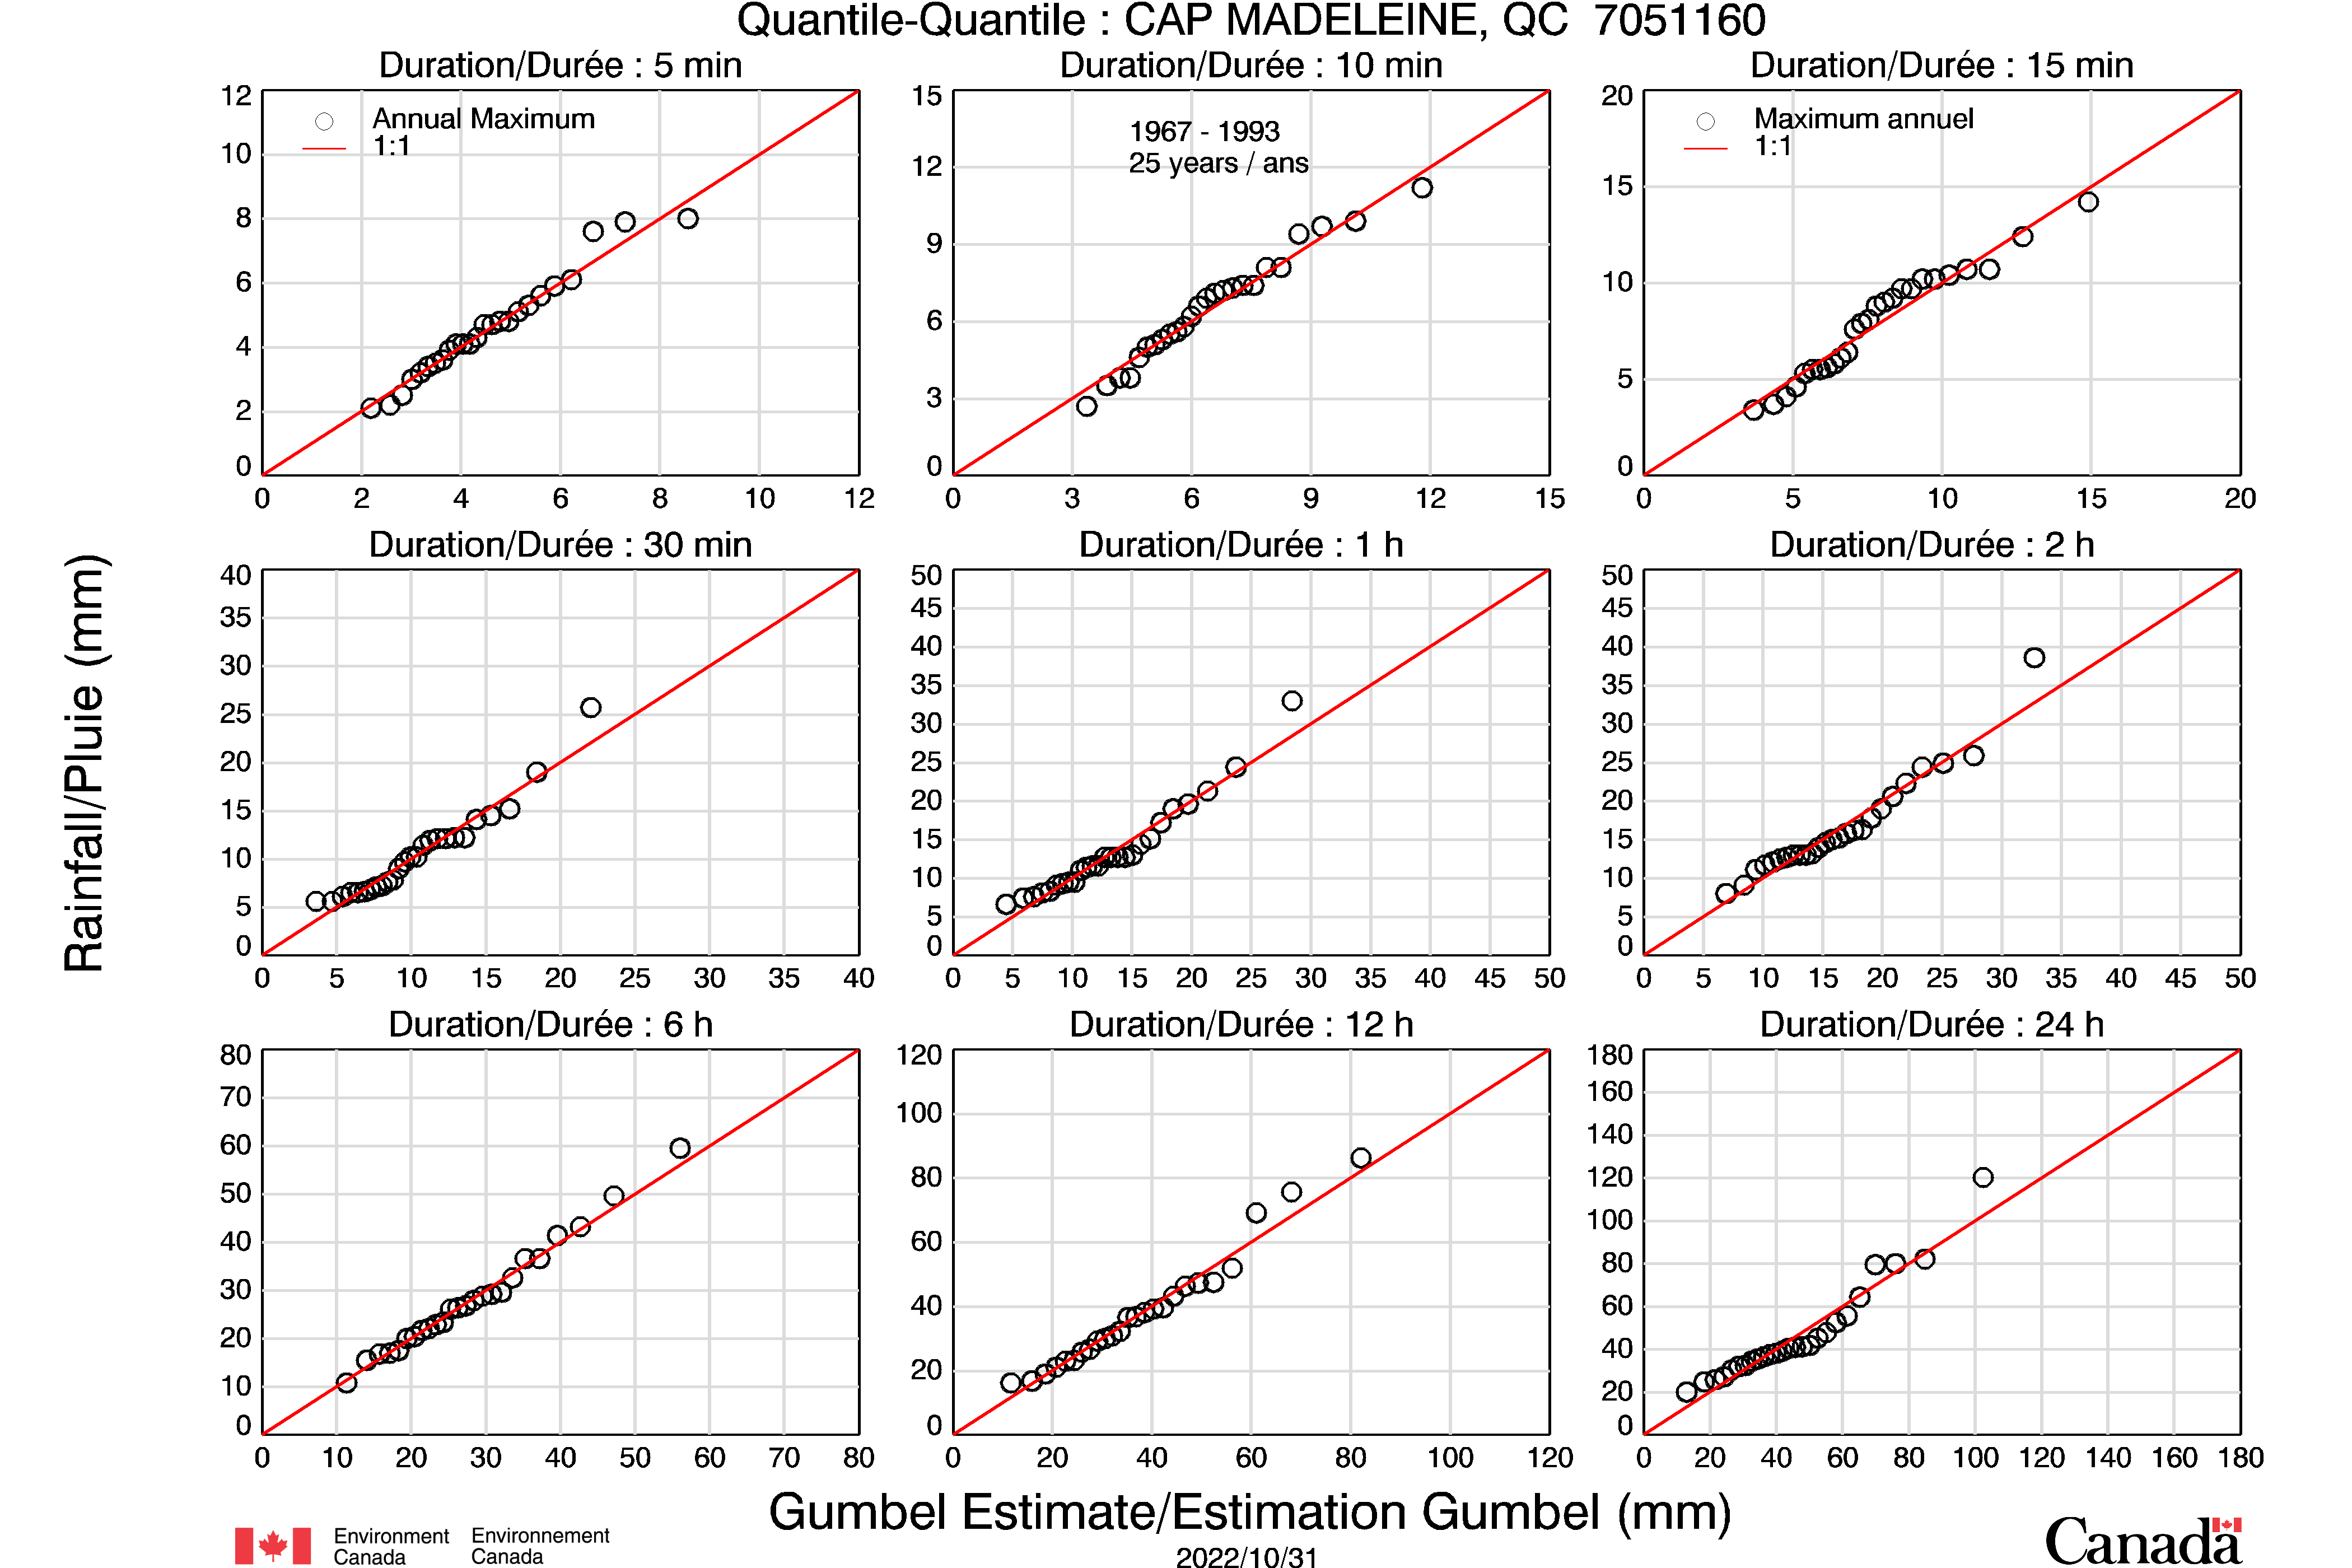 Quantile-Quantile : CAP MADELEINE, QC 7051160
Duration/Durée : 5 min
Duration/Durée : 10 min
Duration/Durée : 15 min
12
10
8
6
4
2
0
0 2 4 6 8 10 12
Annual Maximum
1:1
15
12
9
6
3
0
0 3 6 9 12 15
1967 - 1993
25 years / ans
20
15
10
5
0
0 5 10 15 20
Maximum annuel
1:1
Duration/Durée : 30 min
Duration/Durée : 1 h
Duration/Durée : 2 h
40
35
30
25
20
15
10
5
0
0 5 10 15 20 25 30 35 40
50
45
40
35
30
25
20
15
10
5
0
0 5 10 15 20 25 30 35 40 45 50
50
45
40
35
30
25
20
15
10
5
0
0 5 10 15 20 25 30 35 40 45 50
Rainfall/Pluie (mm)
Duration/Durée : 6 h
Duration/Durée : 12 h
Duration/Durée : 24 h
80
70
60
50
40
30
20
10
0
0 10 20 30 40 50 60 70 80
120
100
80
60
40
20
0
0 20 40 60 80 100 120
180
160
140
120
100
80
60
40
20
0
0 20 40 60 80 100 120 140 160 180
Gumbel Estimate/Estimation Gumbel (mm)
Environment Environnement
Canada Canada
2022/10/31
Canada